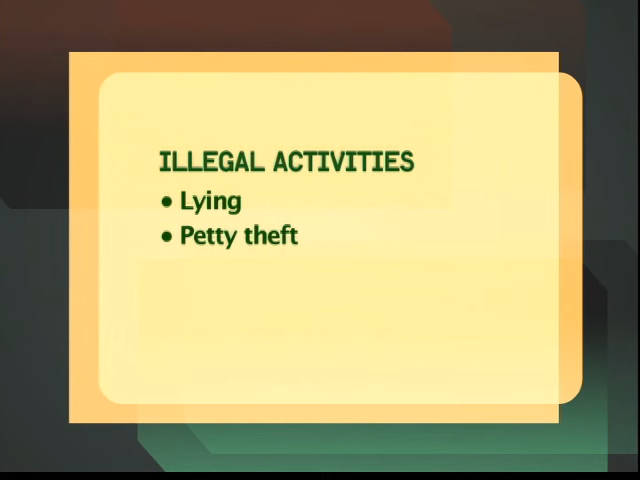 ILLEGAL ACTIVITIES
• Lying
• Petty theft